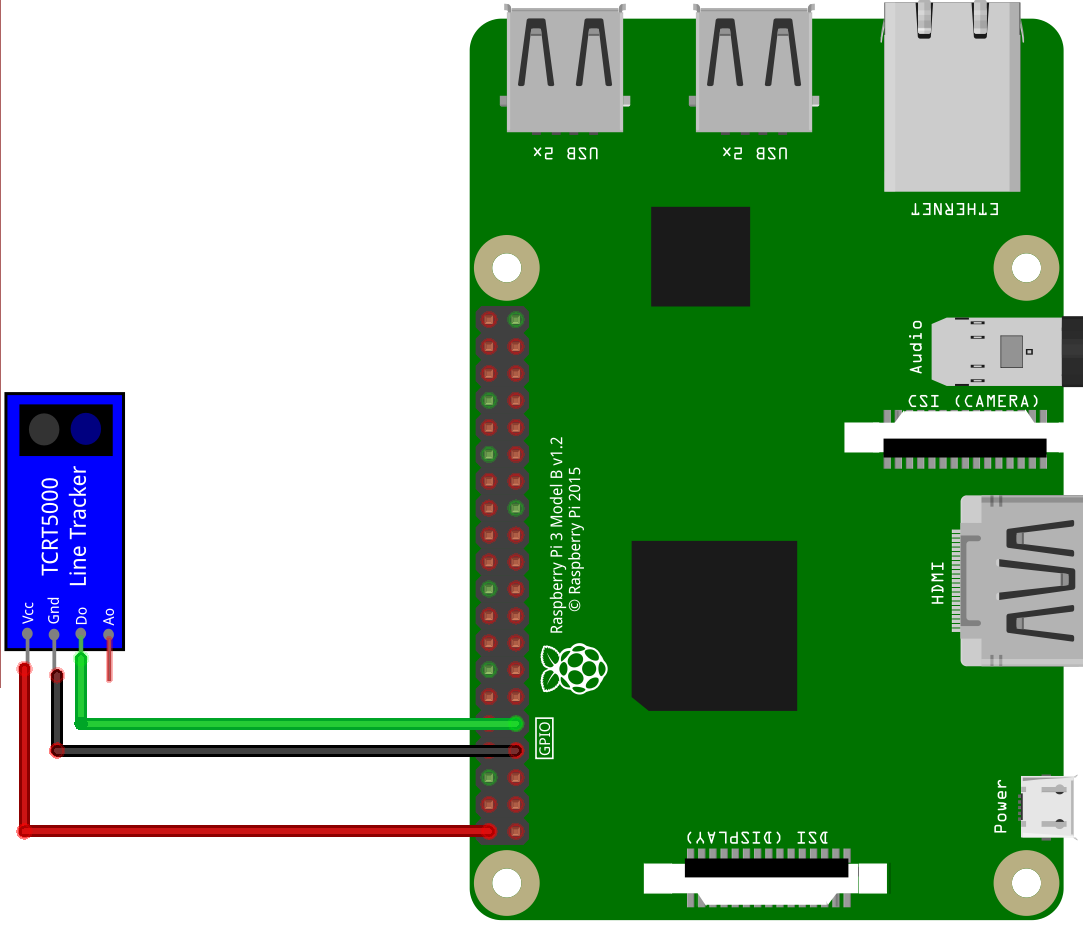 USB 2x
USB 2x
ETHERNET
Audio
CSI (CAMERA)
HDMI
Raspberry Pi 3 Model B v1.2
© Raspberry Pi 2015
TCRT5000
Line Tracker
Vcc
Gnd
Do
Ao
GPIO
Power
DSI (DISPLAY)